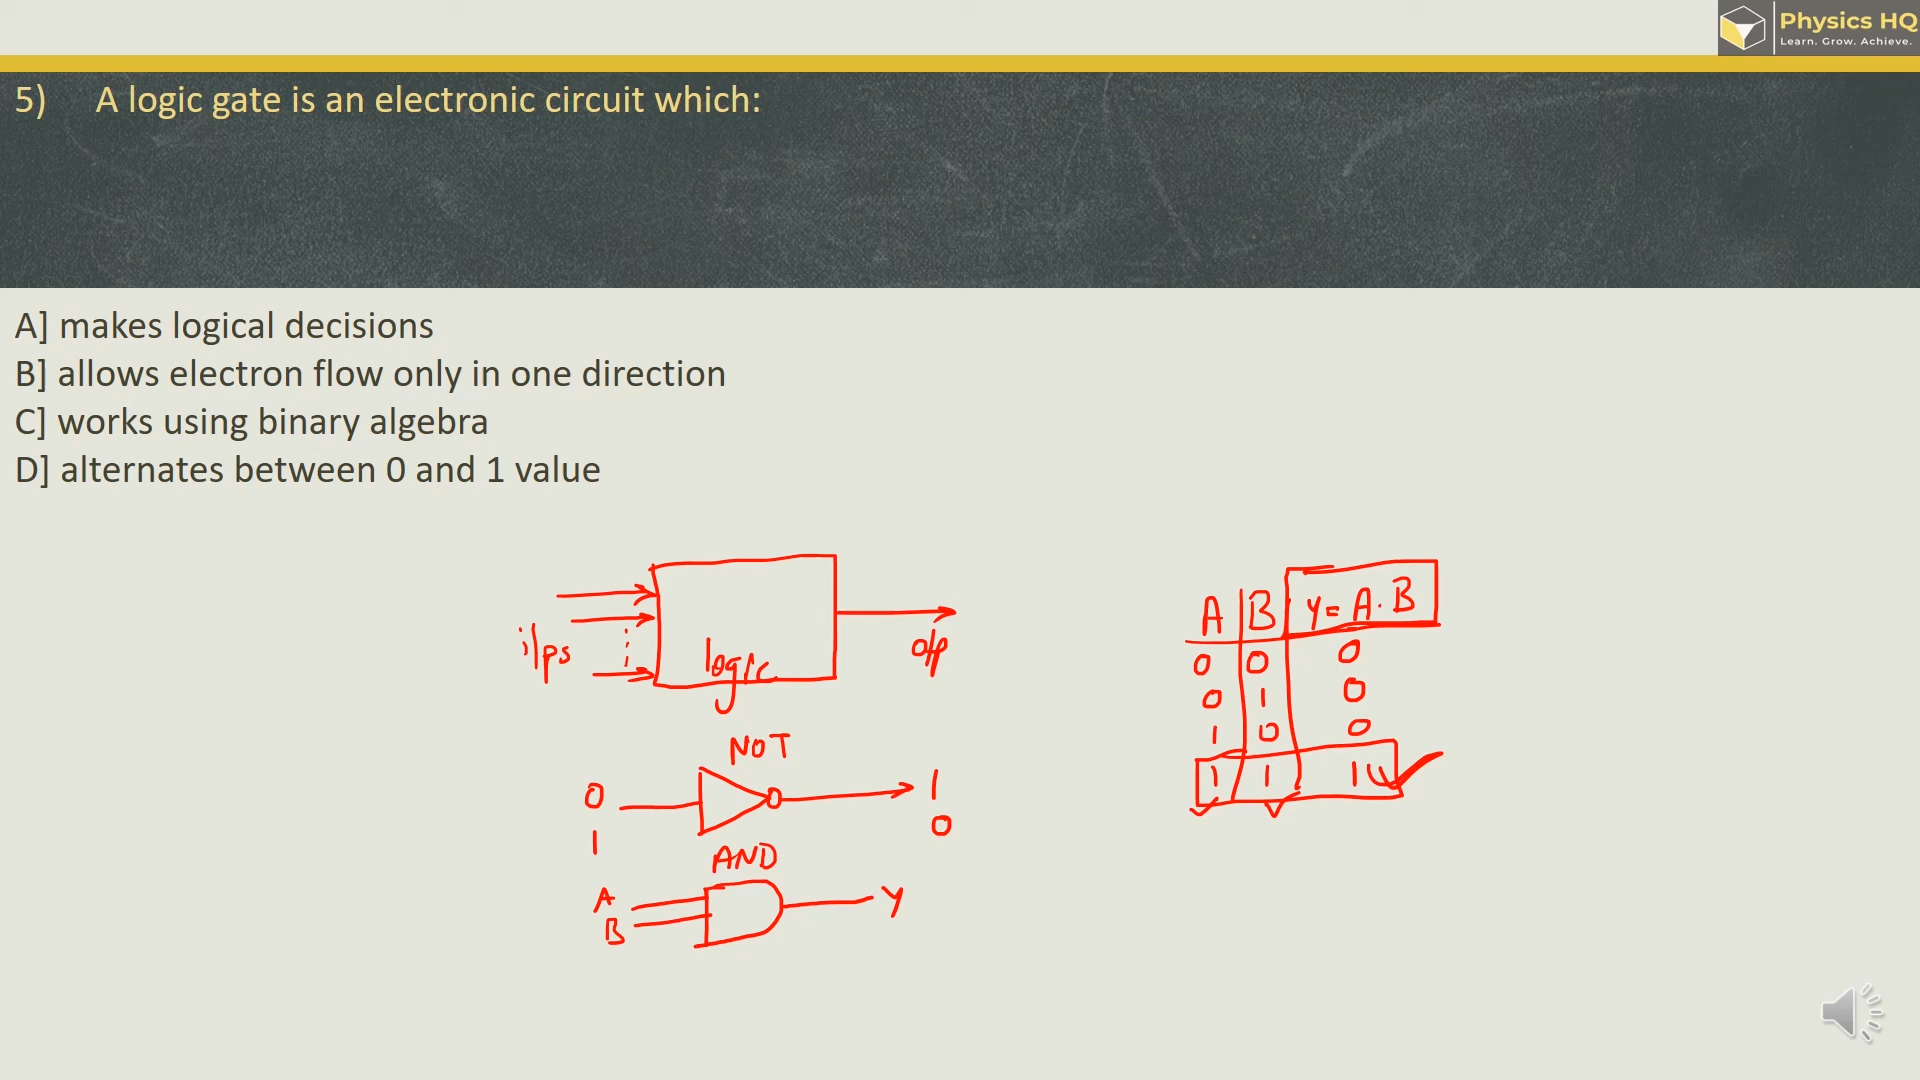 Physics HQ
Learn. Grow. Achieve.
5) A logic gate is an electronic circuit which:
A] makes logical decisions
B] allows electron flow only in one direction
C] works using binary algebra
D] alternates between 0 and 1 value
i/ps logic o/p
NOT
0 1
1 0
AND
A
B Y
A B Y = A . B
0 0 0
0 1 0
1 0 0
1 1 1